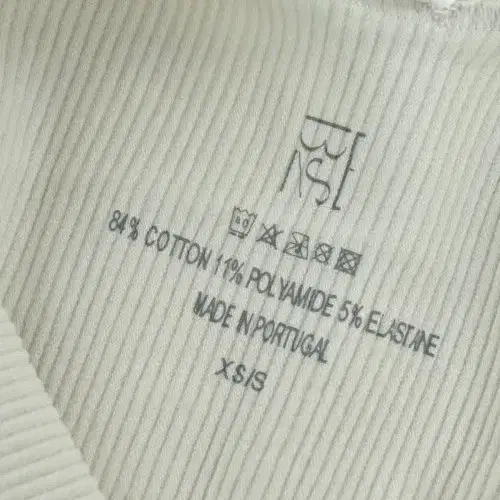 84% COTTON 11% POLYAMIDE 5% ELASTANE
MADE IN PORTUGAL
XS/S